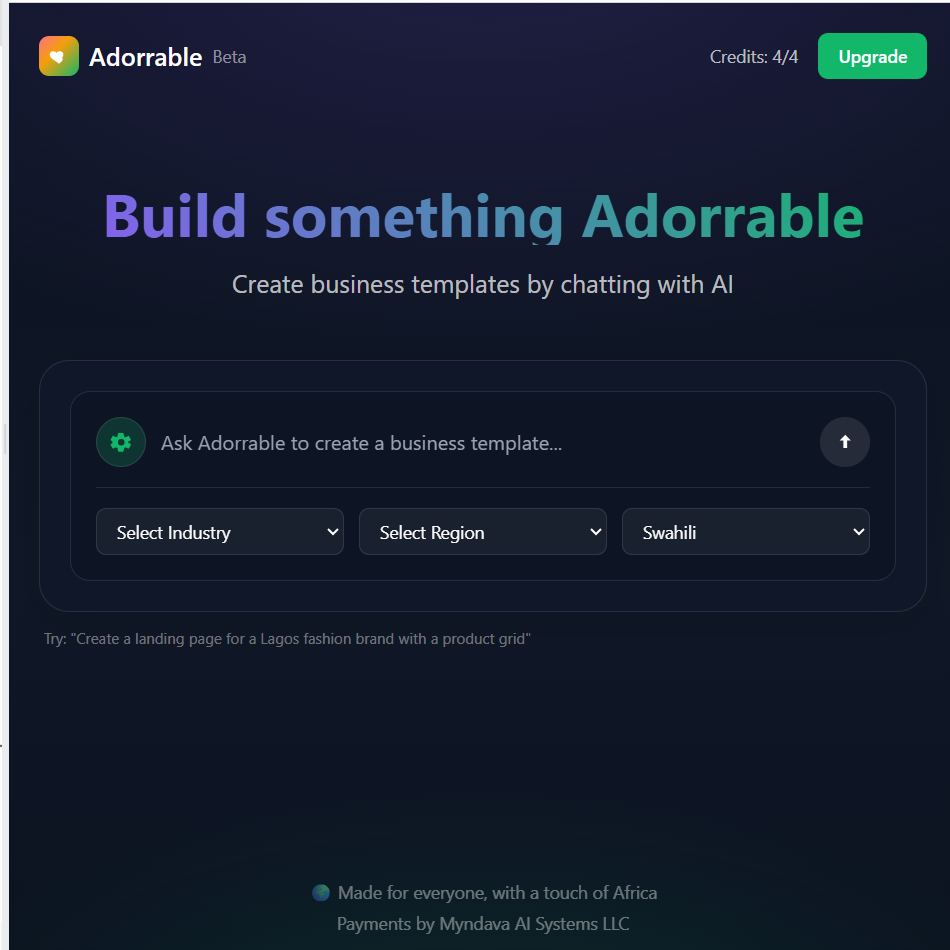 Adorrable Beta
Credits: 4/4
Upgrade
Build something Adorrable
Create business templates by chatting with AI
Ask Adorrable to create a business template...
Select Industry
Select Region
Swahili
Try: "Create a landing page for a Lagos fashion brand with a product grid"
Made for everyone, with a touch of Africa
Payments by Myndava AI Systems LLC